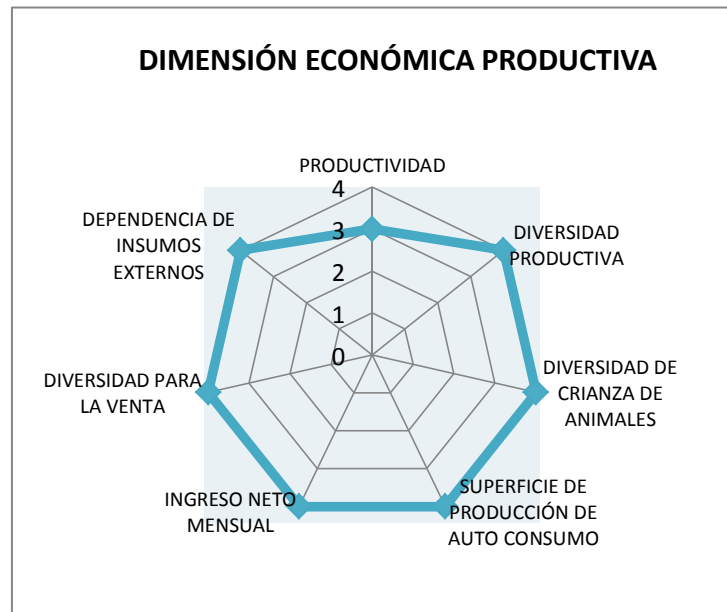 DIMENSIÓN ECONÓMICA PRODUCTIVA
PRODUCTIVIDAD
4
3
2
1
0
DIVERSIDAD
PRODUCTIVA
DIVERSIDAD DE
CRIANZA DE
ANIMALES
SUPERFICIE DE
PRODUCCIÓN DE
AUTO CONSUMO
INGRESO NETO
MENSUAL
DIVERSIDAD PARA
LA VENTA
DEPENDENCIA DE
INSUMOS
EXTERNOS